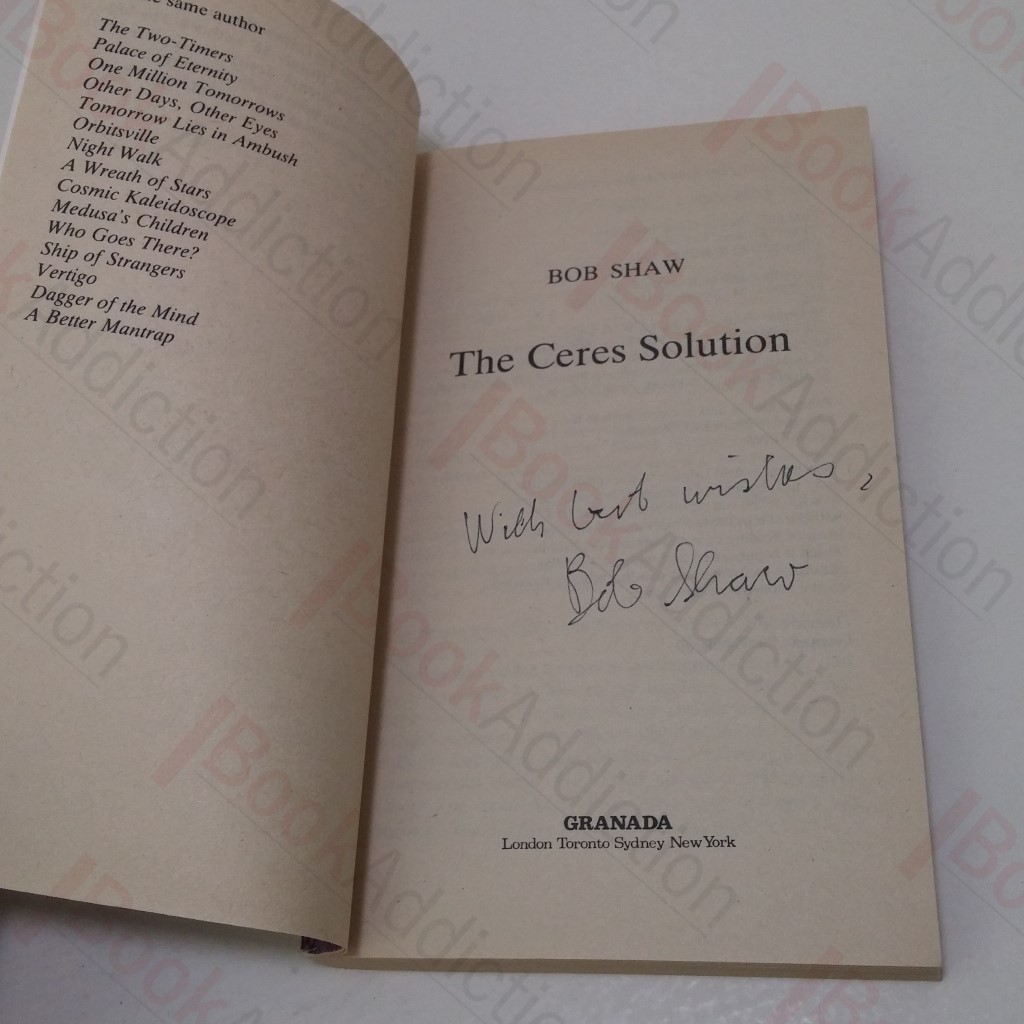 same author
The Two-Timers
Palace of Eternity
One Million Tomorrows
Other Days, Other Eyes
Tomorrow Lies in Ambush
Orbitsville
Night Walk
A Wreath of Stars
Cosmic Kaleidoscope
Medusa's Children
Who Goes There?
Ship of Strangers
Vertigo
Dagger of the Mind
A Better Mantrap
BOB SHAW
The Ceres Solution
With best wishes,
Bob Shaw
GRANADA
London Toronto Sydney New York
BookAddiction